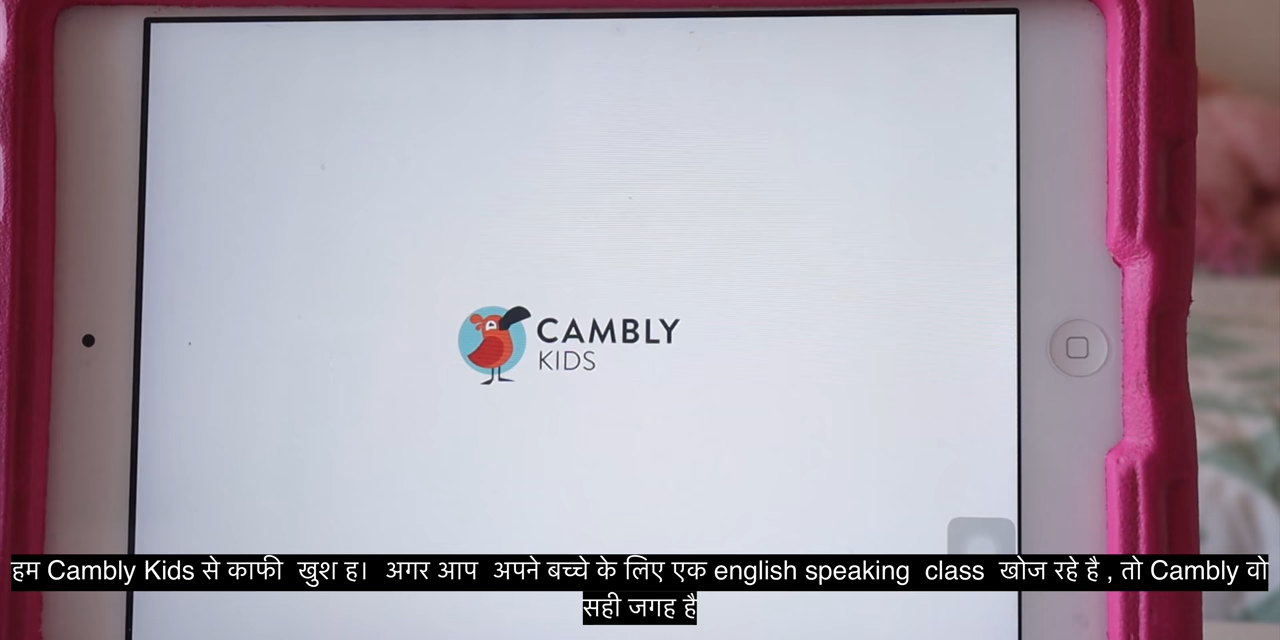 CAMBLY
KIDS
हम Cambly Kids से काफी खुश ह। अगर आप अपने बच्चे के लिए एक english speaking class खोज रहे है , तो Cambly वो
सही जगह है